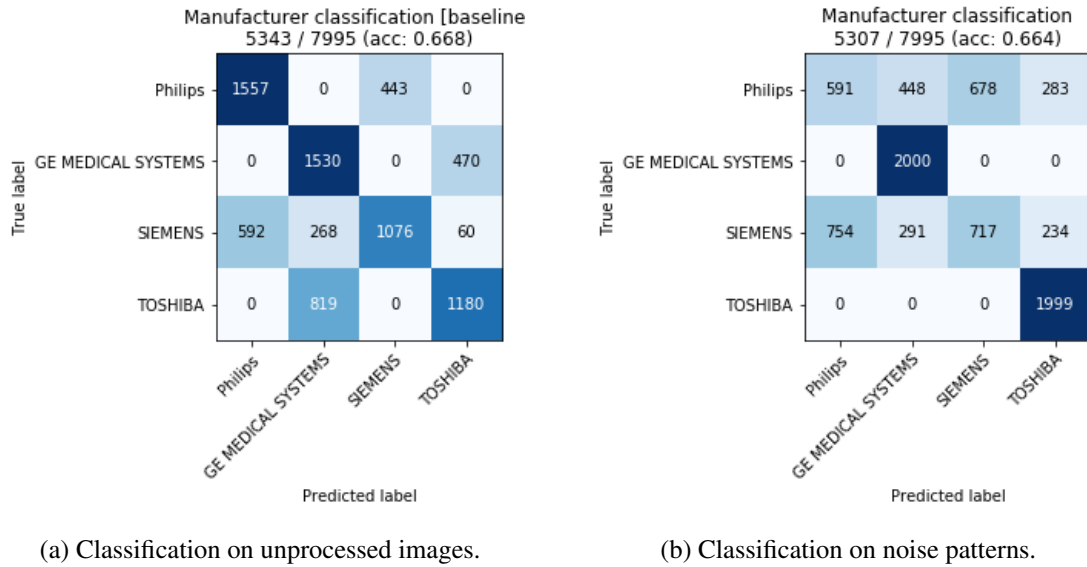 Manufacturer classification [baseline
5343 / 7995 (acc: 0.668)
True label
Philips 1557 0 443 0
GE MEDICAL SYSTEMS 0 1530 0 470
SIEMENS 592 268 1076 60
TOSHIBA 0 819 0 1180
Philips GE MEDICAL SYSTEMS SIEMENS TOSHIBA
Predicted label
(a) Classification on unprocessed images.
Manufacturer classification
5307 / 7995 (acc: 0.664)
True label
Philips 591 448 678 283
GE MEDICAL SYSTEMS 0 2000 0 0
SIEMENS 754 291 717 234
TOSHIBA 0 0 0 1999
Philips GE MEDICAL SYSTEMS SIEMENS TOSHIBA
Predicted label
(b) Classification on noise patterns.